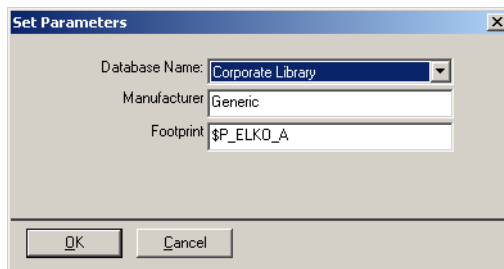 Set Parameters
Database Name: Corporate Library
Manufacturer Generic
Footprint $P_ELKO_A
OK Cancel